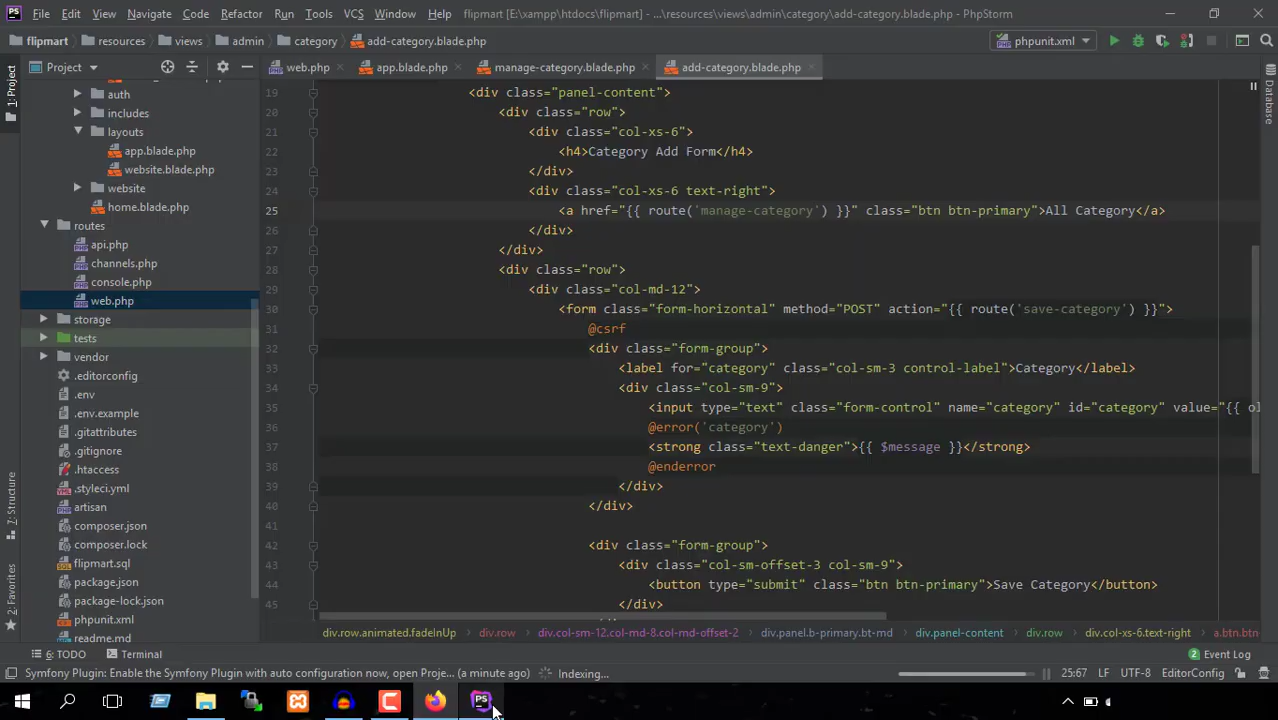 File Edit View Navigate Code Refactor Run Tools VCS Window Help flipmart [E:\xampp\htdocs\flipmart] - ...\resources\views\admin\category\add-category.blade.php - PhpStorm
flipmart resources views admin category add-category.blade.php phpunit.xml
Project web.php app.blade.php manage-category.blade.php add-category.blade.php
1: Project
Database
7: Structure
2: Favorites
auth
includes
layouts
app.blade.php
website.blade.php
website
home.blade.php
routes
api.php
channels.php
console.php
web.php
storage
tests
vendor
.editorconfig
.env
.env.example
.gitattributes
.gitignore
.htaccess
.styleci.yml
artisan
composer.json
composer.lock
flipmart.sql
package.json
package-lock.json
phpunit.xml
readme.md
19 <div class="panel-content">
20 <div class="row">
21 <div class="col-xs-6">
22 <h4>Category Add Form</h4>
23 </div>
24 <div class="col-xs-6 text-right">
25 <a href="{{ route('manage-category') }}" class="btn btn-primary">All Category</a>
26 </div>
27 </div>
28 <div class="row">
29 <div class="col-md-12">
30 <form class="form-horizontal" method="POST" action="{{ route('save-category') }}">
31 @csrf
32 <div class="form-group">
33 <label for="category" class="col-sm-3 control-label">Category</label>
34 <div class="col-sm-9">
35 <input type="text" class="form-control" name="category" id="category" value="{{ ol
36 @error('category')
37 <strong class="text-danger">{{ $message }}</strong>
38 @enderror
39 </div>
40 </div>
41
42 <div class="form-group">
43 <div class="col-sm-offset-3 col-sm-9">
44 <button type="submit" class="btn btn-primary">Save Category</button>
45 </div>
div.row.animated.fadeInUp div.row div.col-sm-12.col-md-8.col-md-offset-2 div.panel.b-primary.bt-md div.panel-content div.row div.col-xs-6.text-right a.btn.btn
6: TODO Terminal 2 Event Log
Symfony Plugin: Enable the Symfony Plugin with auto configuration now, open Proje... (a minute ago) Indexing... 25:67 LF UTF-8 EditorConfig
PS